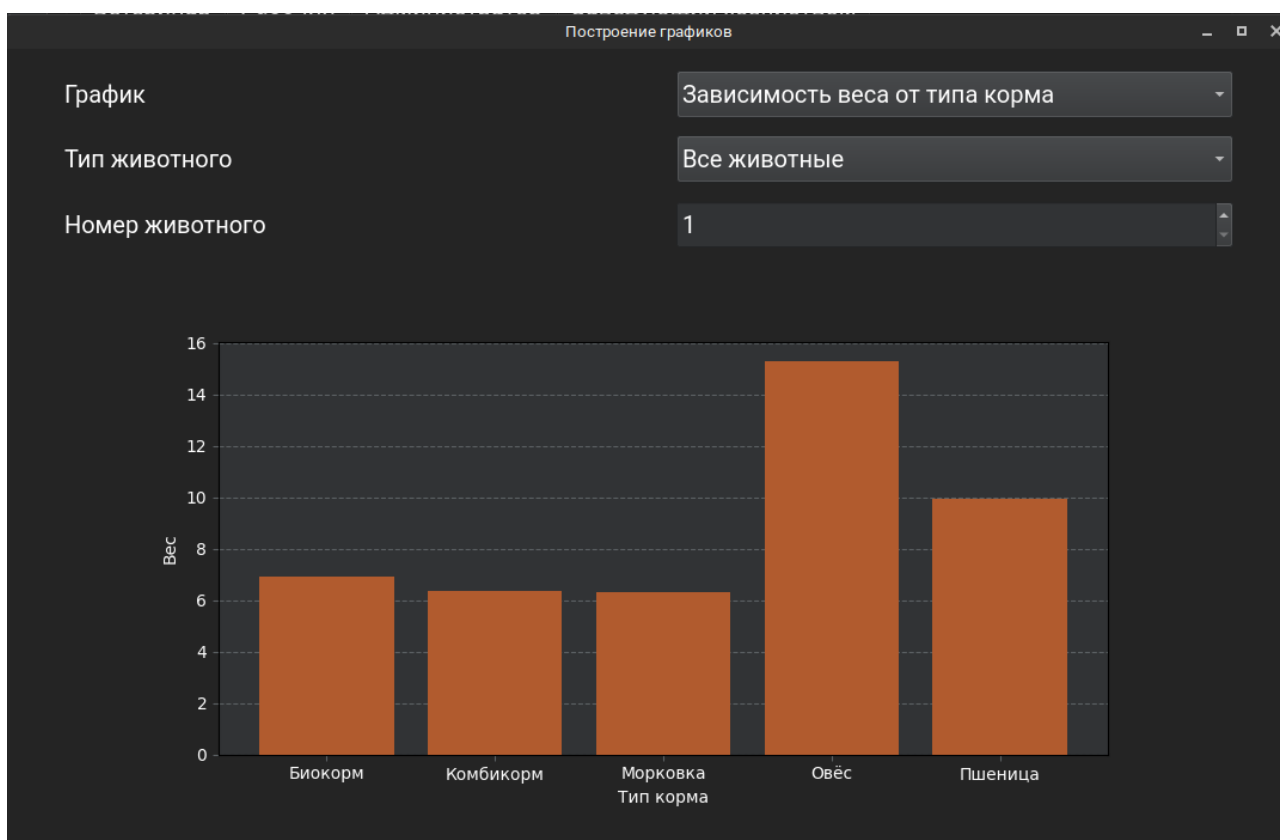 Построение графиков
График
Зависимость веса от типа корма
Тип животного
Все животные
Номер животного
1
16
14
12
10
8
6
4
2
0
Вес
Биокорм Комбикорм Морковка Овёс Пшеница
Тип корма